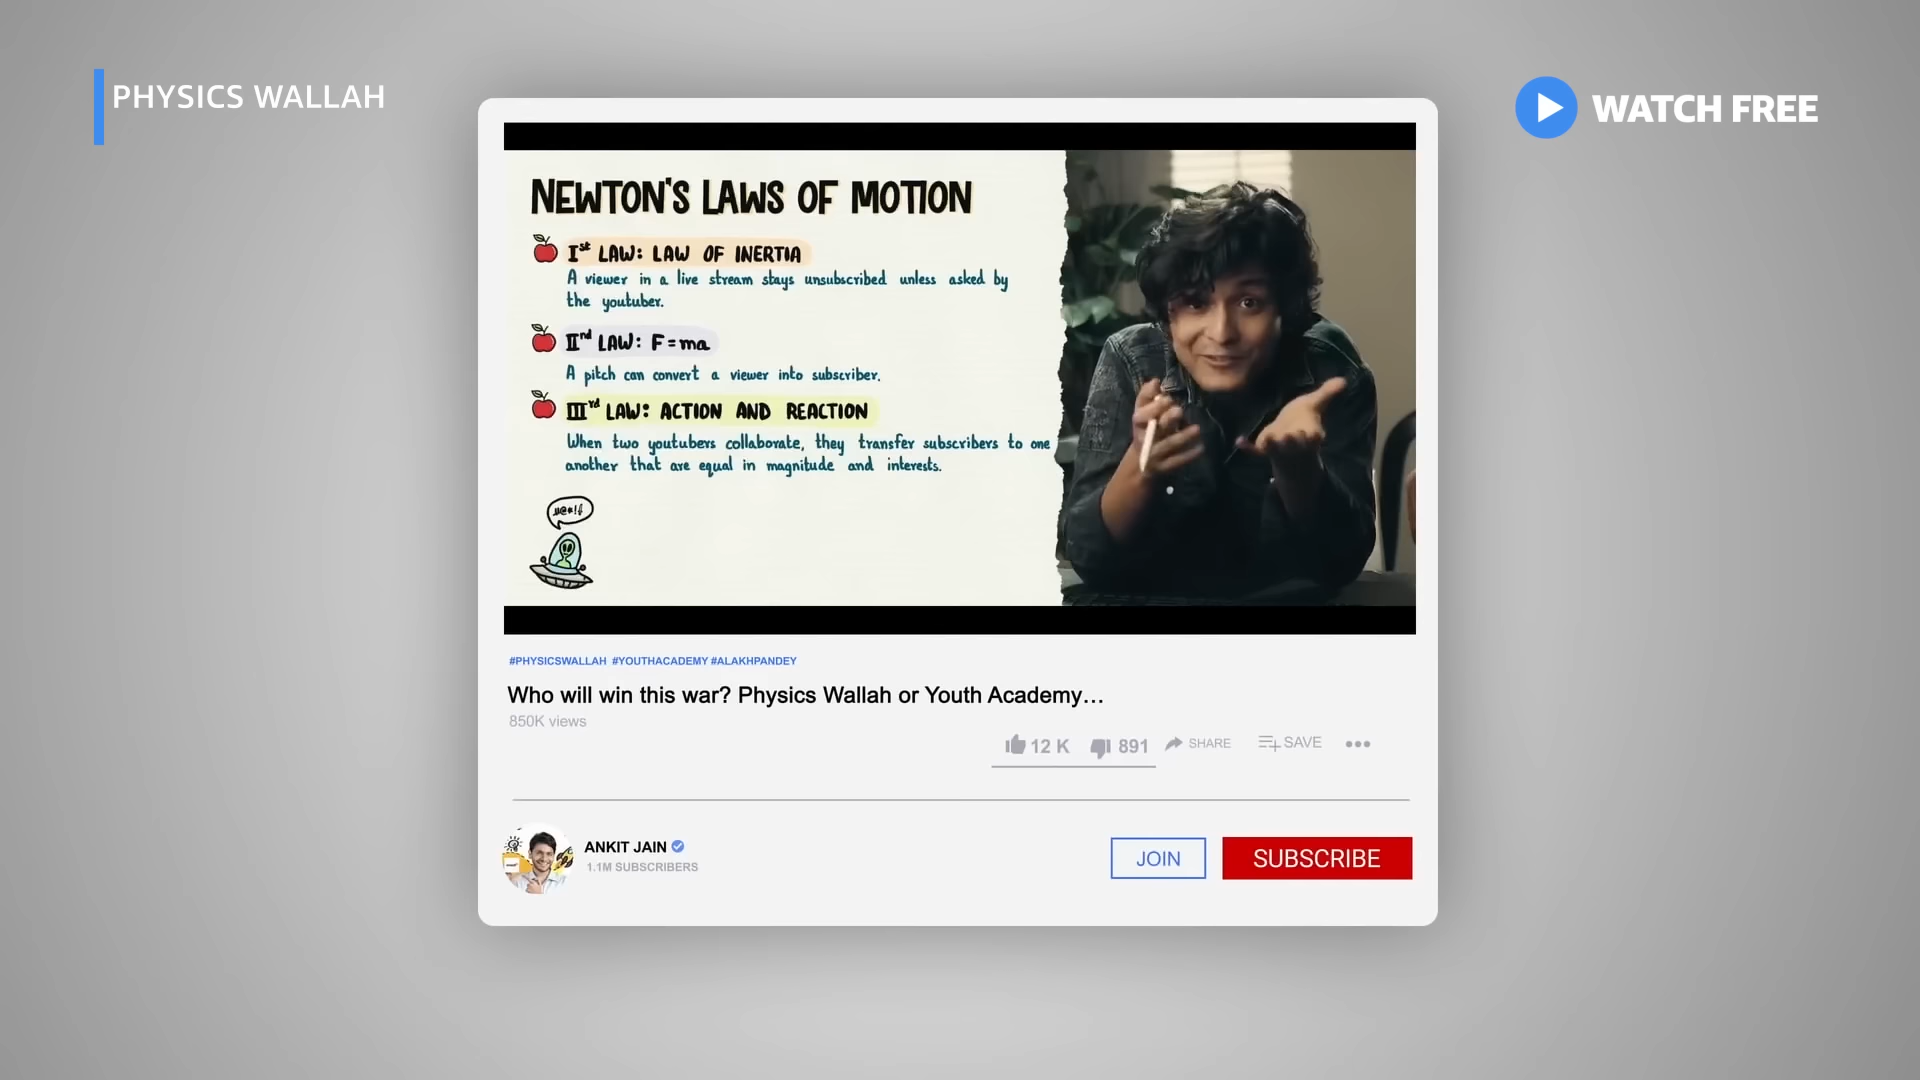 PHYSICS WALLAH
WATCH FREE
NEWTON'S LAWS OF MOTION
Ist LAW: LAW OF INERTIA
A viewer in a live stream stays unsubscribed unless asked by
the youtuber.
IInd LAW: F=ma
A pitch can convert a viewer into subscriber.
IIIrd LAW: ACTION AND REACTION
When two youtubers collaborate, they transfer subscribers to one
another that are equal in magnitude and interests.
#PHYSICSWALLAH #YOUTHACADEMY #ALAKHPANDEY
Who will win this war? Physics Wallah or Youth Academy...
850K views
12 K 891 SHARE SAVE
ANKIT JAIN
1.1M SUBSCRIBERS
JOIN
SUBSCRIBE